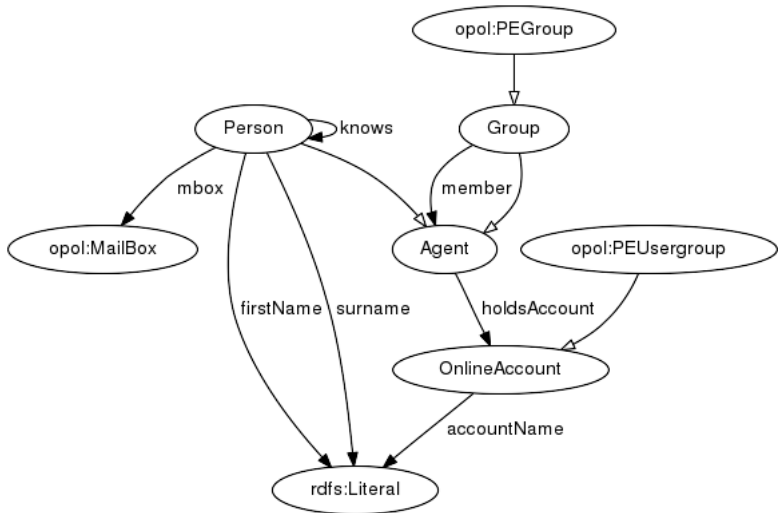 opol:PEGroup
Person
knows
Group
mbox
member
opol:MailBox
Agent
opol:PEUsergroup
firstName
surname
holdsAccount
OnlineAccount
accountName
rdfs:Literal